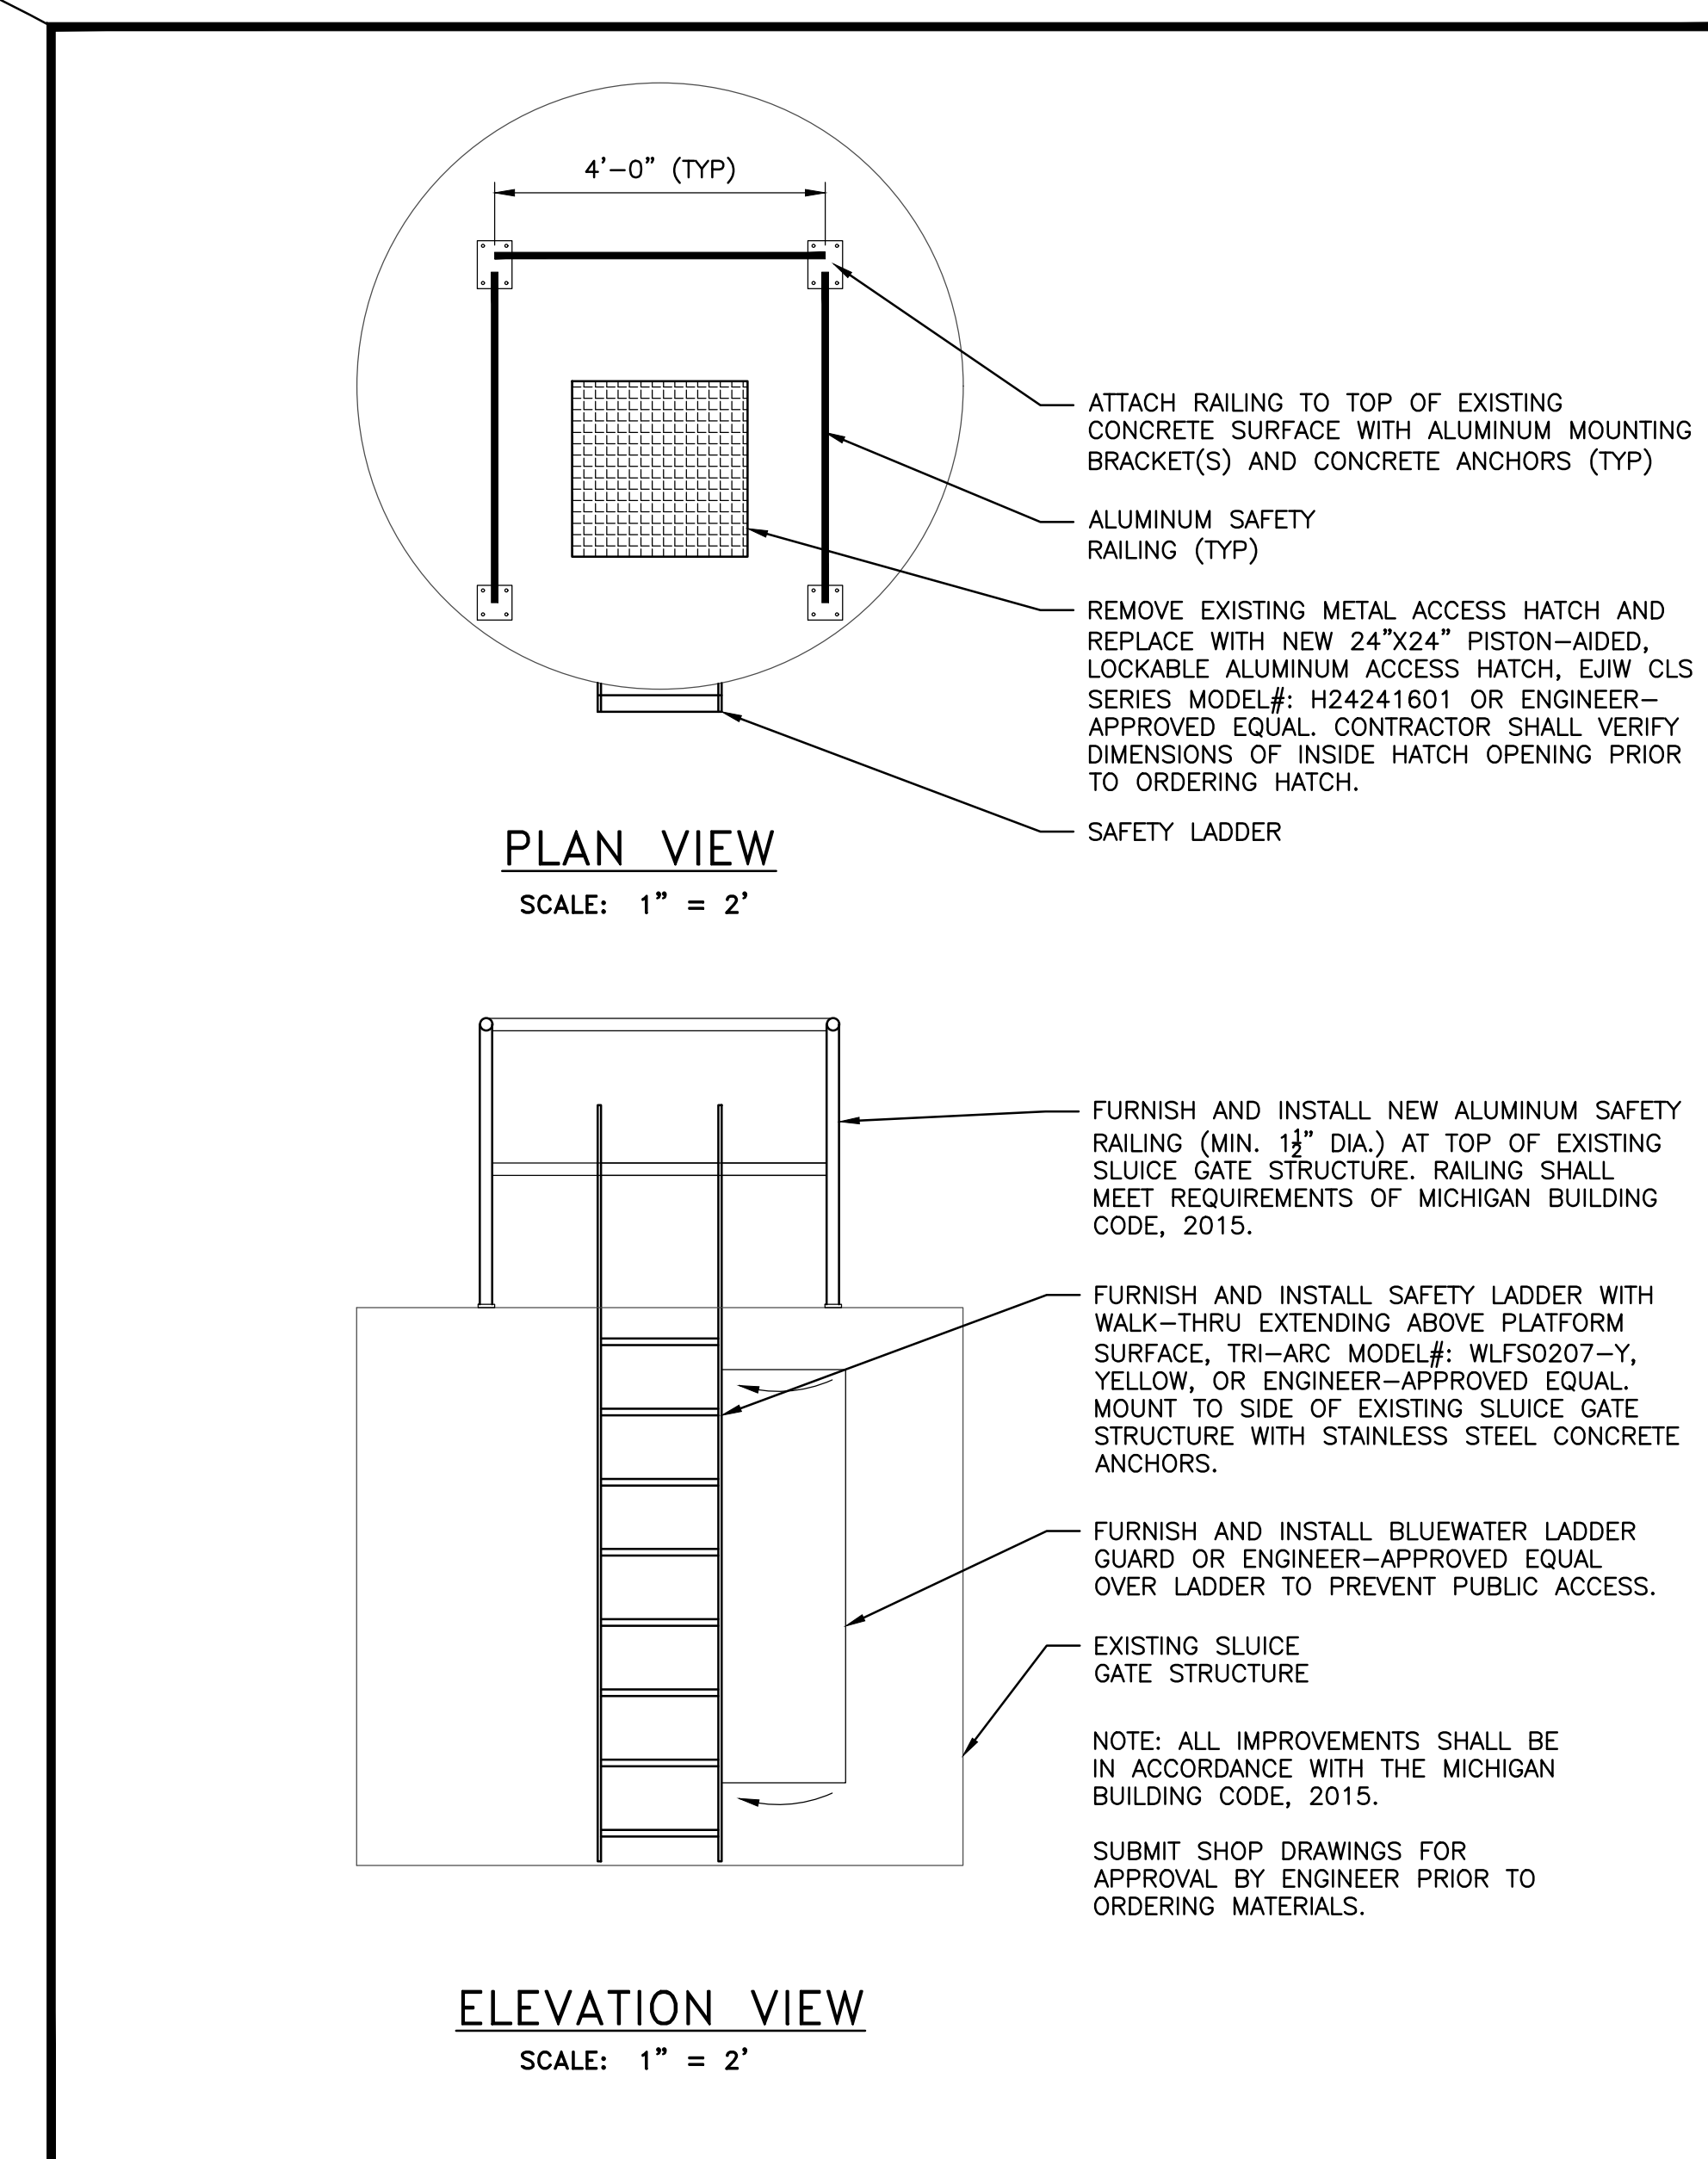 4'-0" (TYP)
ATTACH RAILING TO TOP OF EXISTING
CONCRETE SURFACE WITH ALUMINUM MOUNTING
BRACKET(S) AND CONCRETE ANCHORS (TYP)
ALUMINUM SAFETY
RAILING (TYP)
REMOVE EXISTING METAL ACCESS HATCH AND
REPLACE WITH NEW 24"X24" PISTON-AIDED,
LOCKABLE ALUMINUM ACCESS HATCH, EJIW CLS
SERIES MODEL#: H24241601 OR ENGINEER-
APPROVED EQUAL. CONTRACTOR SHALL VERIFY
DIMENSIONS OF INSIDE HATCH OPENING PRIOR
TO ORDERING HATCH.
SAFETY LADDER
PLAN VIEW
SCALE: 1" = 2'
FURNISH AND INSTALL NEW ALUMINUM SAFETY
RAILING (MIN. 1½" DIA.) AT TOP OF EXISTING
SLUICE GATE STRUCTURE. RAILING SHALL
MEET REQUIREMENTS OF MICHIGAN BUILDING
CODE, 2015.
FURNISH AND INSTALL SAFETY LADDER WITH
WALK-THRU EXTENDING ABOVE PLATFORM
SURFACE, TRI-ARC MODEL#: WLFS0207-Y,
YELLOW, OR ENGINEER-APPROVED EQUAL.
MOUNT TO SIDE OF EXISTING SLUICE GATE
STRUCTURE WITH STAINLESS STEEL CONCRETE
ANCHORS.
FURNISH AND INSTALL BLUEWATER LADDER
GUARD OR ENGINEER-APPROVED EQUAL
OVER LADDER TO PREVENT PUBLIC ACCESS.
EXISTING SLUICE
GATE STRUCTURE
NOTE: ALL IMPROVEMENTS SHALL BE
IN ACCORDANCE WITH THE MICHIGAN
BUILDING CODE, 2015.
SUBMIT SHOP DRAWINGS FOR
APPROVAL BY ENGINEER PRIOR TO
ORDERING MATERIALS.
ELEVATION VIEW
SCALE: 1" = 2'